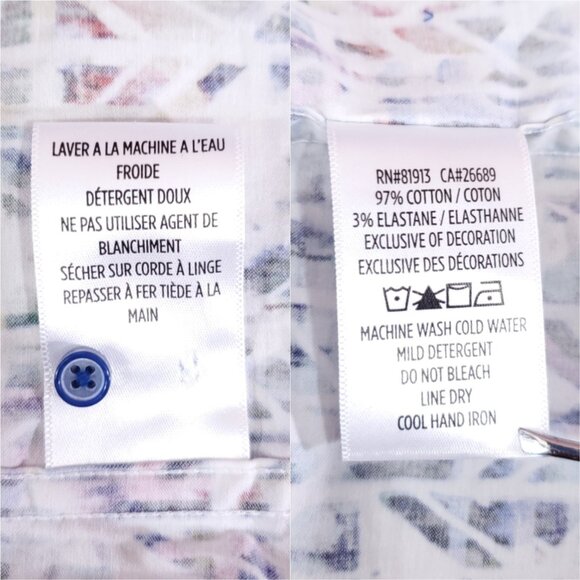 LAVER A LA MACHINE A L'EAU
FROIDE
DÉTERGENT DOUX
NE PAS UTILISER AGENT DE
BLANCHIMENT
SÉCHER SUR CORDE À LINGE
REPASSER À FER TIÈDE À LA
MAIN
RN#81913 CA#26689
97% COTTON / COTON
3% ELASTANE / ELASTHANNE
EXCLUSIVE OF DECORATION
EXCLUSIVE DES DÉCORATIONS
MACHINE WASH COLD WATER
MILD DETERGENT
DO NOT BLEACH
LINE DRY
COOL HAND IRON